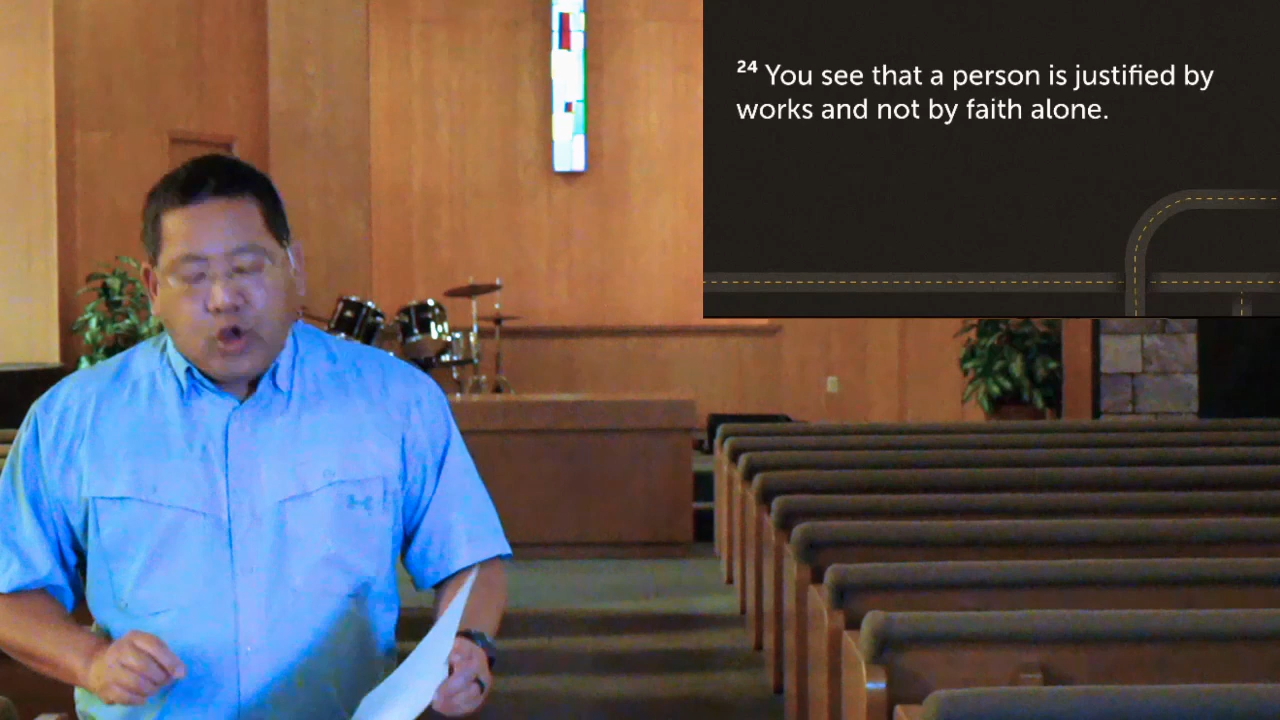 24 You see that a person is justified by
works and not by faith alone.